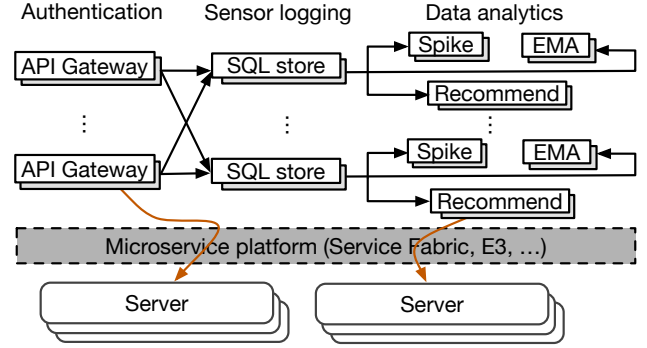 Authentication Sensor logging Data analytics
Spike EMA
API Gateway SQL store
Recommend
⋮ ⋮ ⋮
Spike EMA
API Gateway SQL store
Recommend
Microservice platform (Service Fabric, E3, …)
Server Server